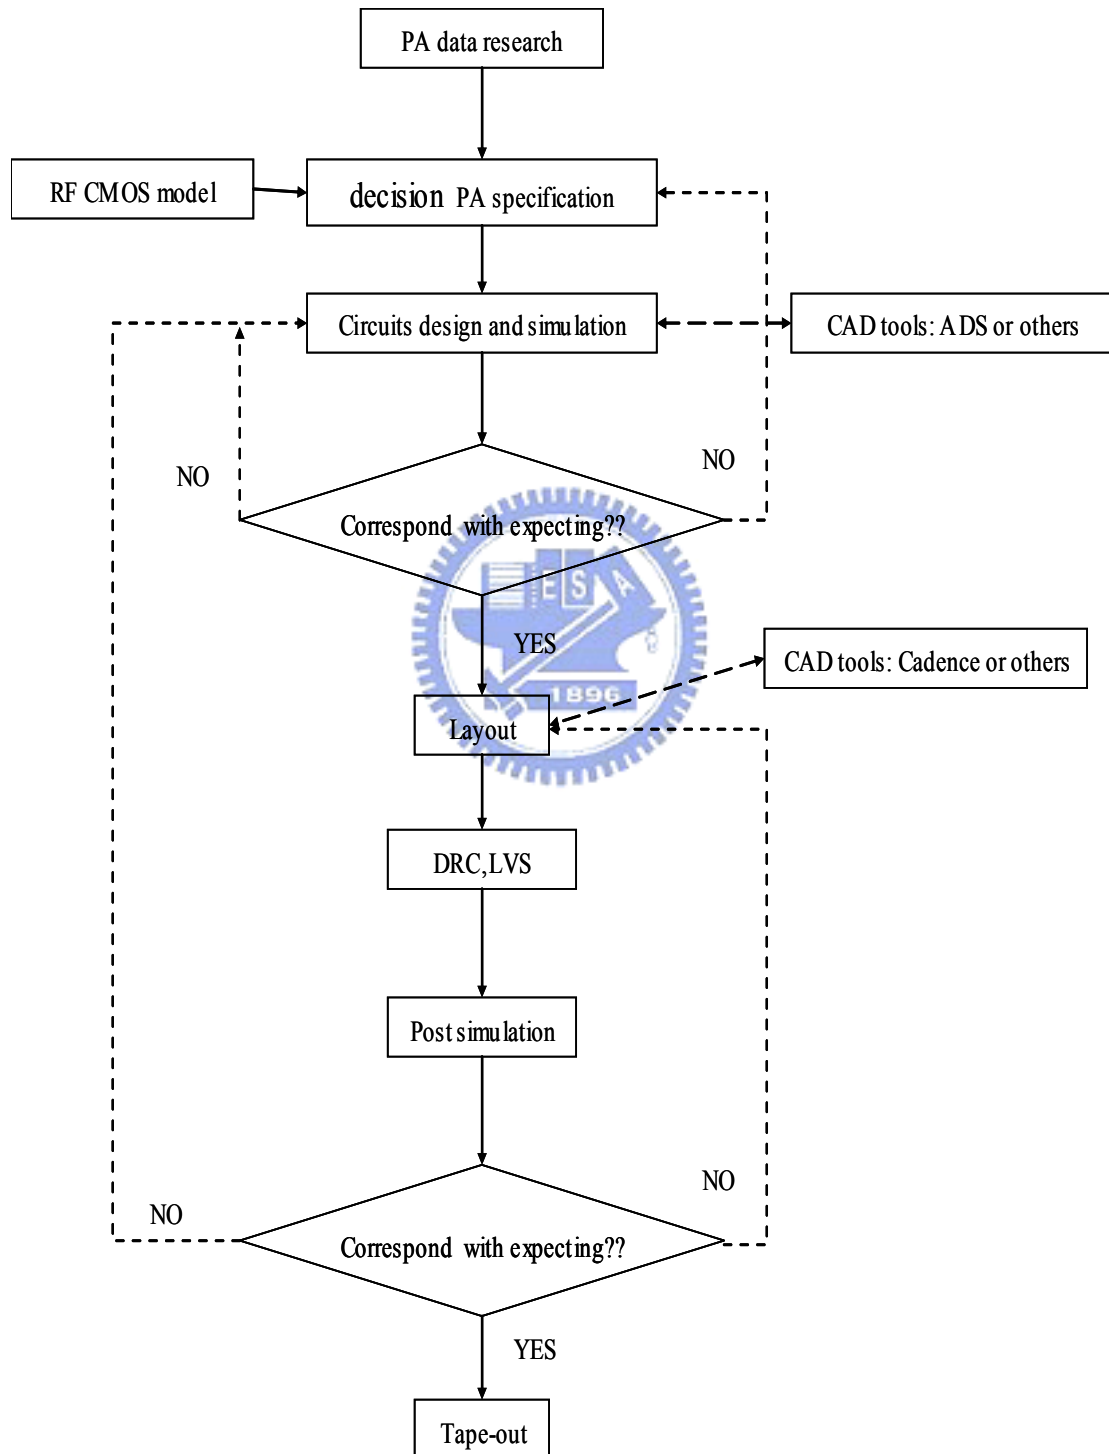 PA data research
RF CMOS model
decision PA specification
Circuits design and simulation
CAD tools: ADS or others
NO
NO
Correspond with expecting??
E S A
YES
CAD tools: Cadence or others
1896
Layout
DRC,LVS
Post simulation
NO
NO
Correspond with expecting??
YES
Tape-out